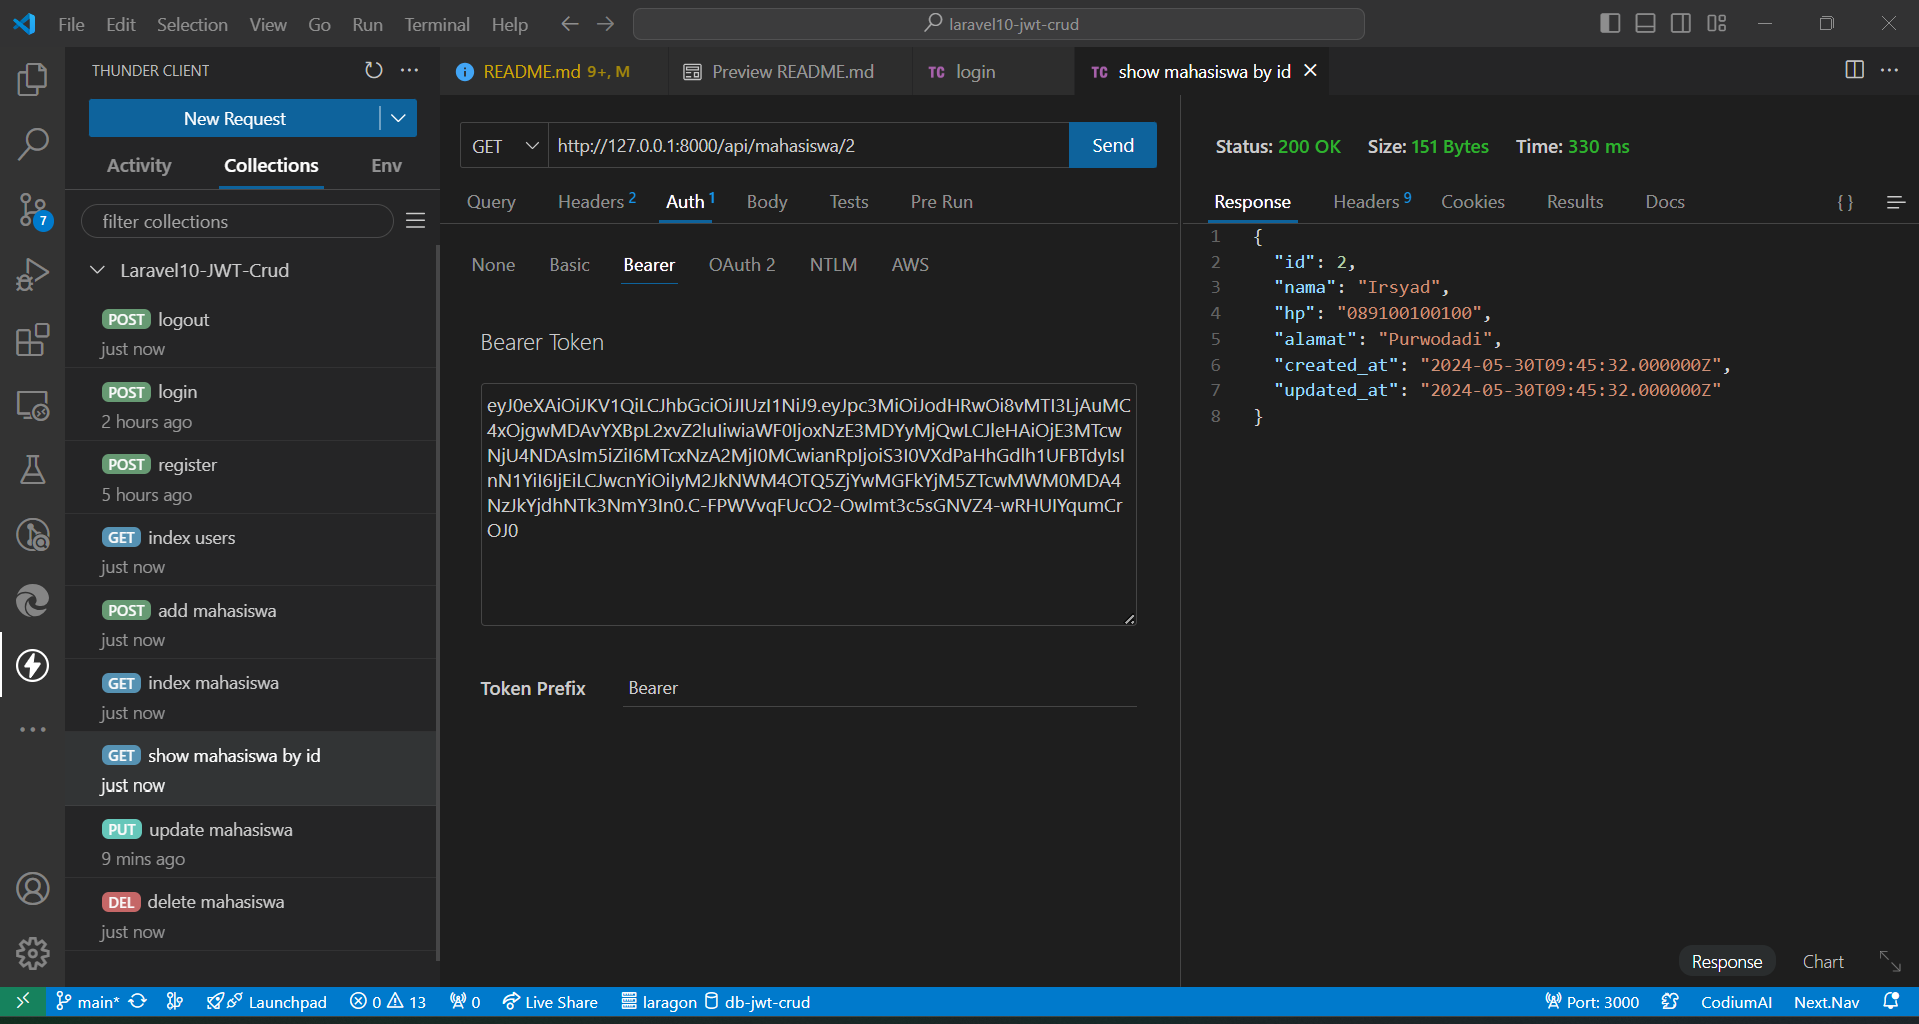 File Edit Selection View Go Run Terminal Help
laravel10-jwt-crud
THUNDER CLIENT
New Request
Activity Collections Env
filter collections
Laravel10-JWT-Crud
POST logout
just now
POST login
2 hours ago
POST register
5 hours ago
GET index users
just now
POST add mahasiswa
just now
GET index mahasiswa
just now
GET show mahasiswa by id
just now
PUT update mahasiswa
9 mins ago
DEL delete mahasiswa
just now
7
README.md 9+, M
Preview README.md
TC login
TC show mahasiswa by id
GET http://127.0.0.1:8000/api/mahasiswa/2 Send
Query Headers 2 Auth 1 Body Tests Pre Run
None Basic Bearer OAuth 2 NTLM AWS
Bearer Token
eyJ0eXAiOiJKV1QiLCJhbGciOiJIUzI1NiJ9.eyJpc3MiOiJodHRwOi8vMTI3LjAuMC
4xOjgwMDAvYXBpL2xvZ2luIiwiaWF0IjoxNzE3MDYyMjQwLCJleHAiOjE3MTcw
NjU4NDAsIm5iZiI6MTcxNzA2MjI0MCwianRpIjoiS3I0VXdPaHhGdlh1UFBTdyIsI
nN1YiI6IjEiLCJwcnYiOiIyM2JkNWM4OTQ5ZjYwMGFkYjM5ZTcwMWM0MDA4
NzJkYjdhNTk3NmY3In0.C-FPWVvqFUcO2-OwImt3c5sGNVZ4-wRHUIYqumCr
OJ0
Token Prefix Bearer
Status: 200 OK Size: 151 Bytes Time: 330 ms
Response Headers 9 Cookies Results Docs { }
1 {
2 "id": 2,
3 "nama": "Irsyad",
4 "hp": "089100100100",
5 "alamat": "Purwodadi",
6 "created_at": "2024-05-30T09:45:32.000000Z",
7 "updated_at": "2024-05-30T09:45:32.000000Z"
8 }
Response Chart
main* Launchpad 0 13 0 Live Share laragon db-jwt-crud Port: 3000 CodiumAI Next.Nav